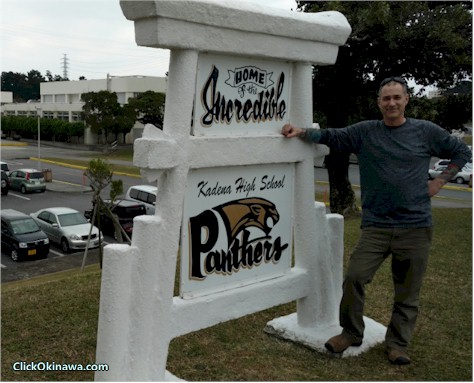 HOME
of the
Incredible
Kadena High School
Panthers
ClickOkinawa.com